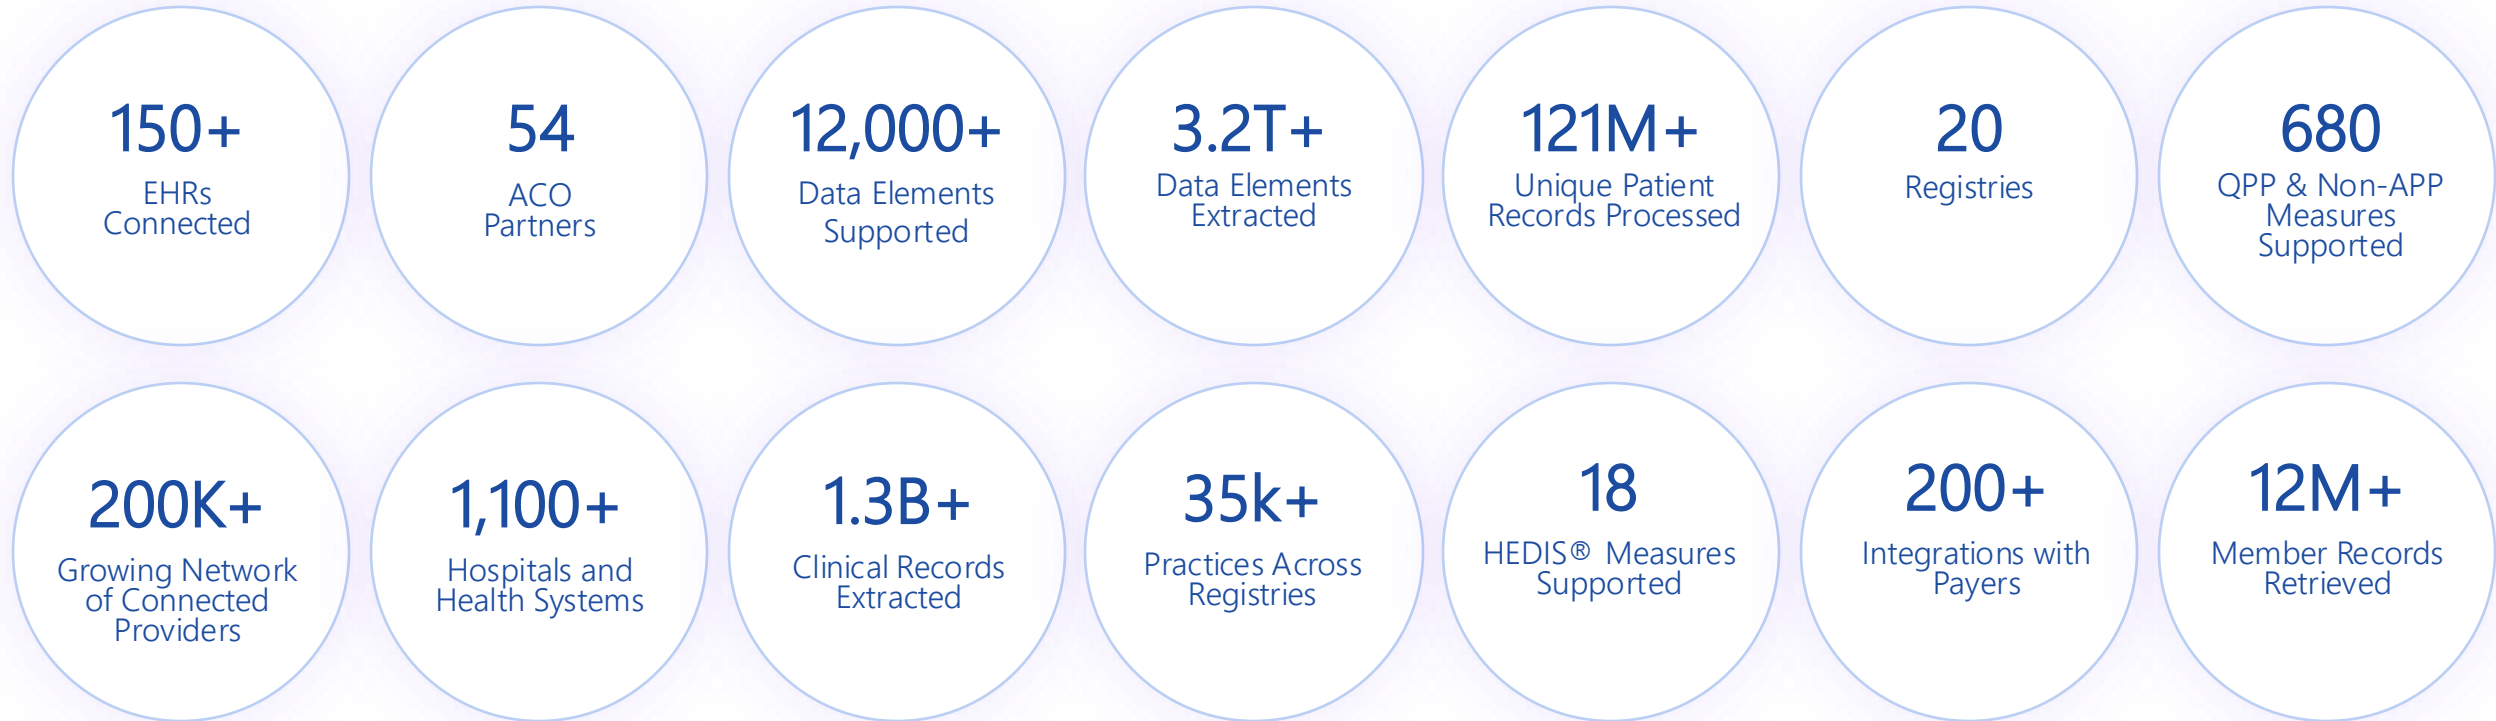 150+
EHRs
Connected
54
ACO
Partners
12,000+
Data Elements
Supported
3.2T+
Data Elements
Extracted
121M+
Unique Patient
Records Processed
20
Registries
680
QPP & Non-APP
Measures
Supported
200K+
Growing Network
of Connected
Providers
1,100+
Hospitals and
Health Systems
1.3B+
Clinical Records
Extracted
35k+
Practices Across
Registries
18
HEDIS® Measures
Supported
200+
Integrations with
Payers
12M+
Member Records
Retrieved